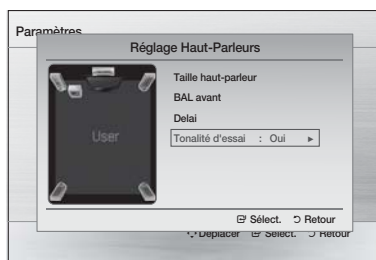 Paramètres
Réglage Haut-Parleurs
Taille haut-parleur
BAL avant
Delai
Tonalité d'essai : Oui ►
User
Sélect. Retour
Déplacer Sélect. Retour